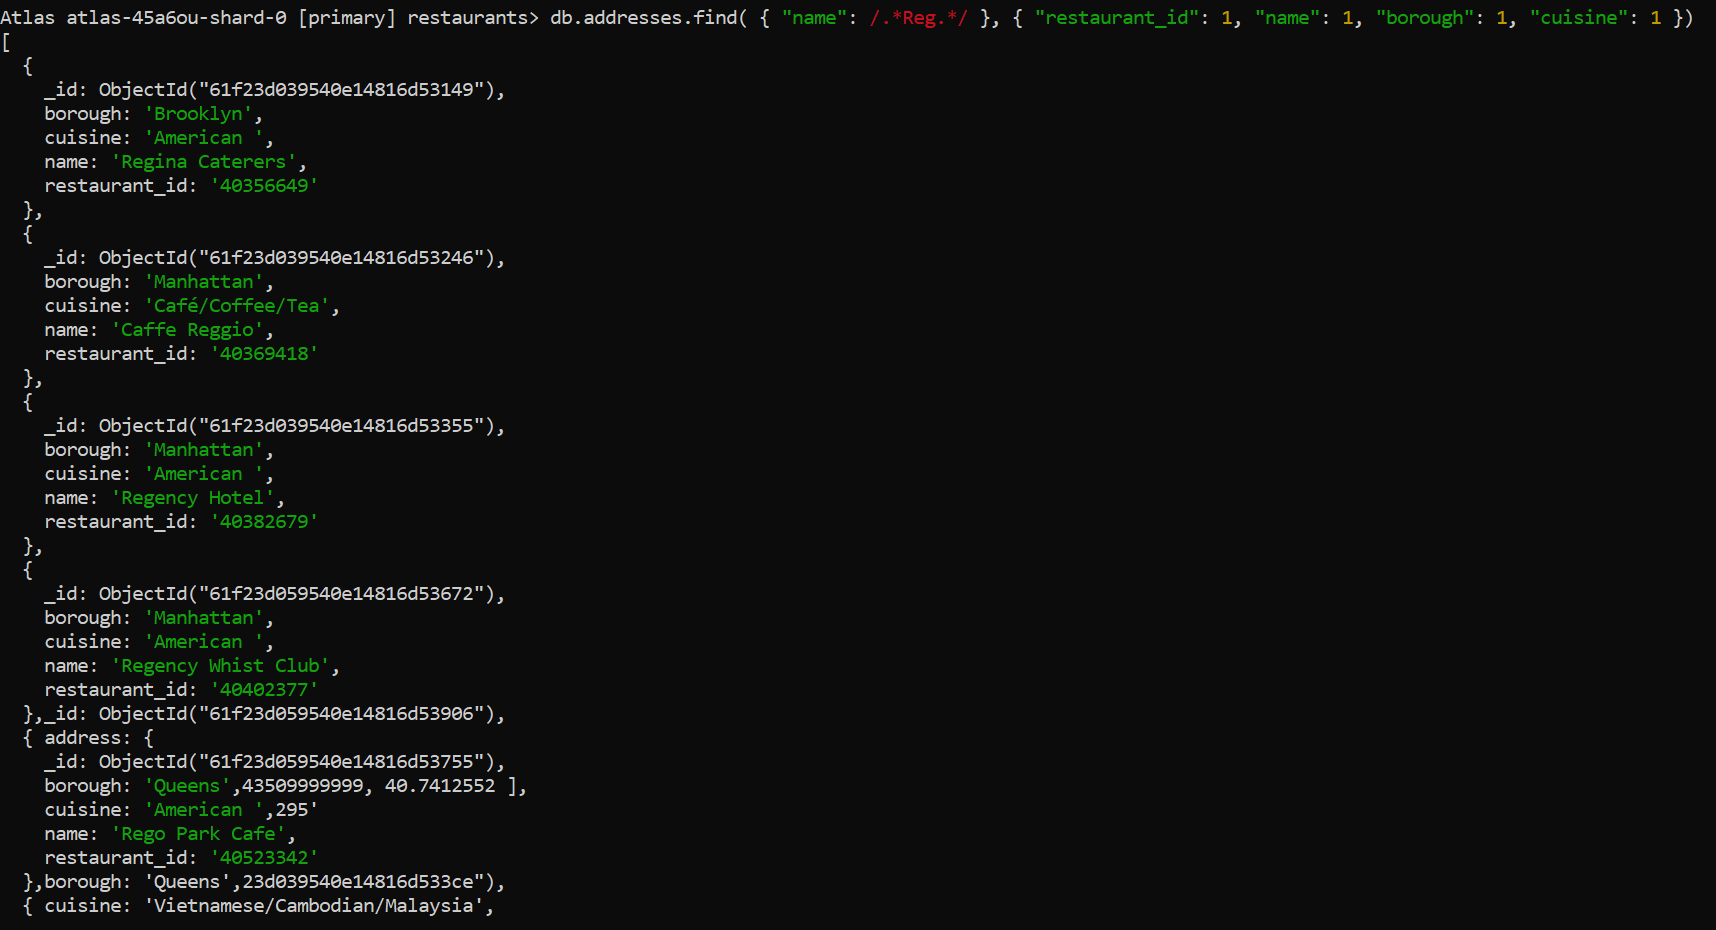 Atlas atlas-45a6ou-shard-0 [primary] restaurants> db.addresses.find( { "name": /.*Reg.*/ }, { "restaurant_id": 1, "name": 1, "borough": 1, "cuisine": 1 })
[
  {
    _id: ObjectId("61f23d039540e14816d53149"),
    borough: 'Brooklyn',
    cuisine: 'American ',
    name: 'Regina Caterers',
    restaurant_id: '40356649'
  },
  {
    _id: ObjectId("61f23d039540e14816d53246"),
    borough: 'Manhattan',
    cuisine: 'Café/Coffee/Tea',
    name: 'Caffe Reggio',
    restaurant_id: '40369418'
  },
  {
    _id: ObjectId("61f23d039540e14816d53355"),
    borough: 'Manhattan',
    cuisine: 'American ',
    name: 'Regency Hotel',
    restaurant_id: '40382679'
  },
  {
    _id: ObjectId("61f23d059540e14816d53672"),
    borough: 'Manhattan',
    cuisine: 'American ',
    name: 'Regency Whist Club',
    restaurant_id: '40402377'
  },_id: ObjectId("61f23d059540e14816d53906"),
  { address: {
    _id: ObjectId("61f23d059540e14816d53755"),
    borough: 'Queens',43509999999, 40.7412552 ],
    cuisine: 'American ',295'
    name: 'Rego Park Cafe',
    restaurant_id: '40523342'
  },borough: 'Queens',23d039540e14816d533ce"),
  { cuisine: 'Vietnamese/Cambodian/Malaysia',